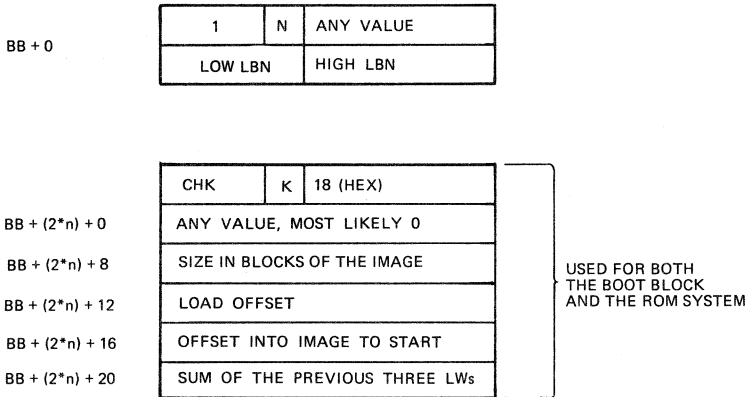 1 N ANY VALUE
BB + 0
LOW LBN HIGH LBN
CHK K 18 (HEX)
BB + (2*n) + 0 ANY VALUE, MOST LIKELY 0
BB + (2*n) + 8 SIZE IN BLOCKS OF THE IMAGE
BB + (2*n) + 12 LOAD OFFSET
BB + (2*n) + 16 OFFSET INTO IMAGE TO START
BB + (2*n) + 20 SUM OF THE PREVIOUS THREE LWs
USED FOR BOTH
THE BOOT BLOCK
AND THE ROM SYSTEM